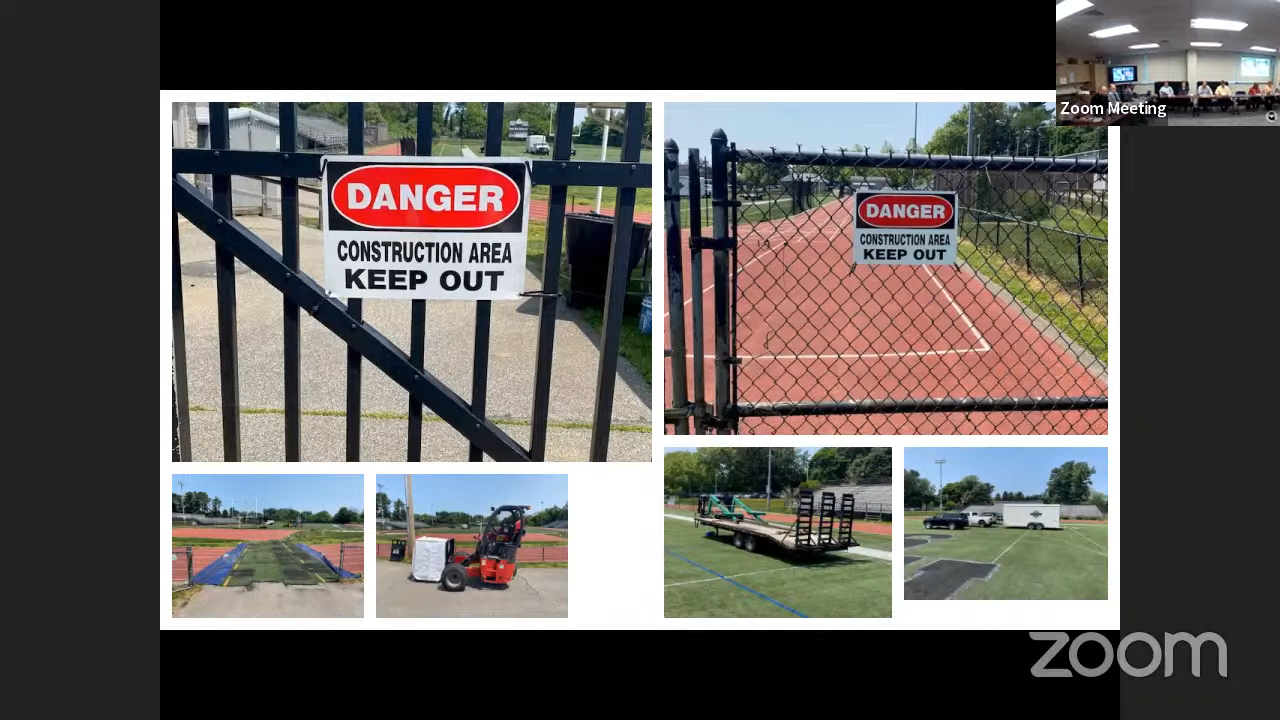 DANGER
CONSTRUCTION AREA
KEEP OUT
DANGER
CONSTRUCTION AREA
KEEP OUT
Zoom Meeting
zoom